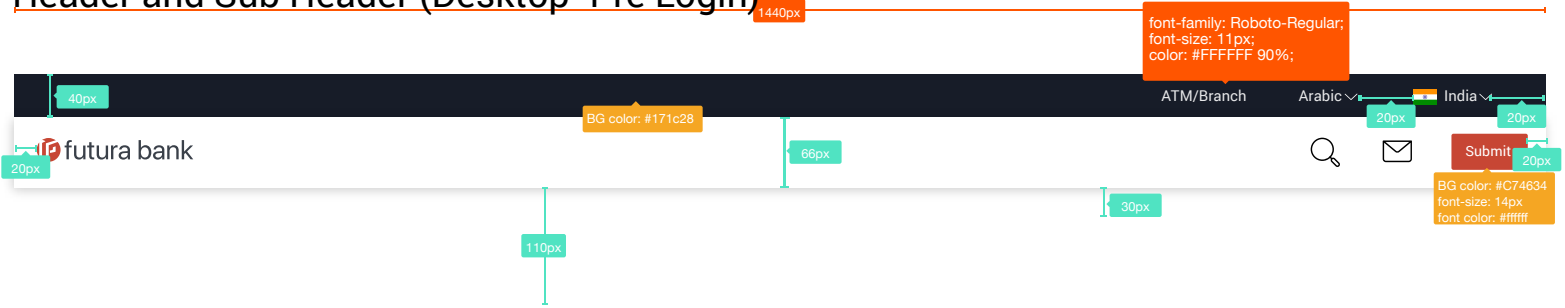 Header and Sub Header (Desktop- Pre Login)
1440px
font-family: Roboto-Regular;
font-size: 11px;
color: #FFFFFF 90%;
40px
ATM/Branch
Arabic
India
BG color: #171c28
20px
20px
futura bank
20px
66px
Submit
20px
BG color: #C74634
font-size: 14px
font color: #ffffff
30px
110px